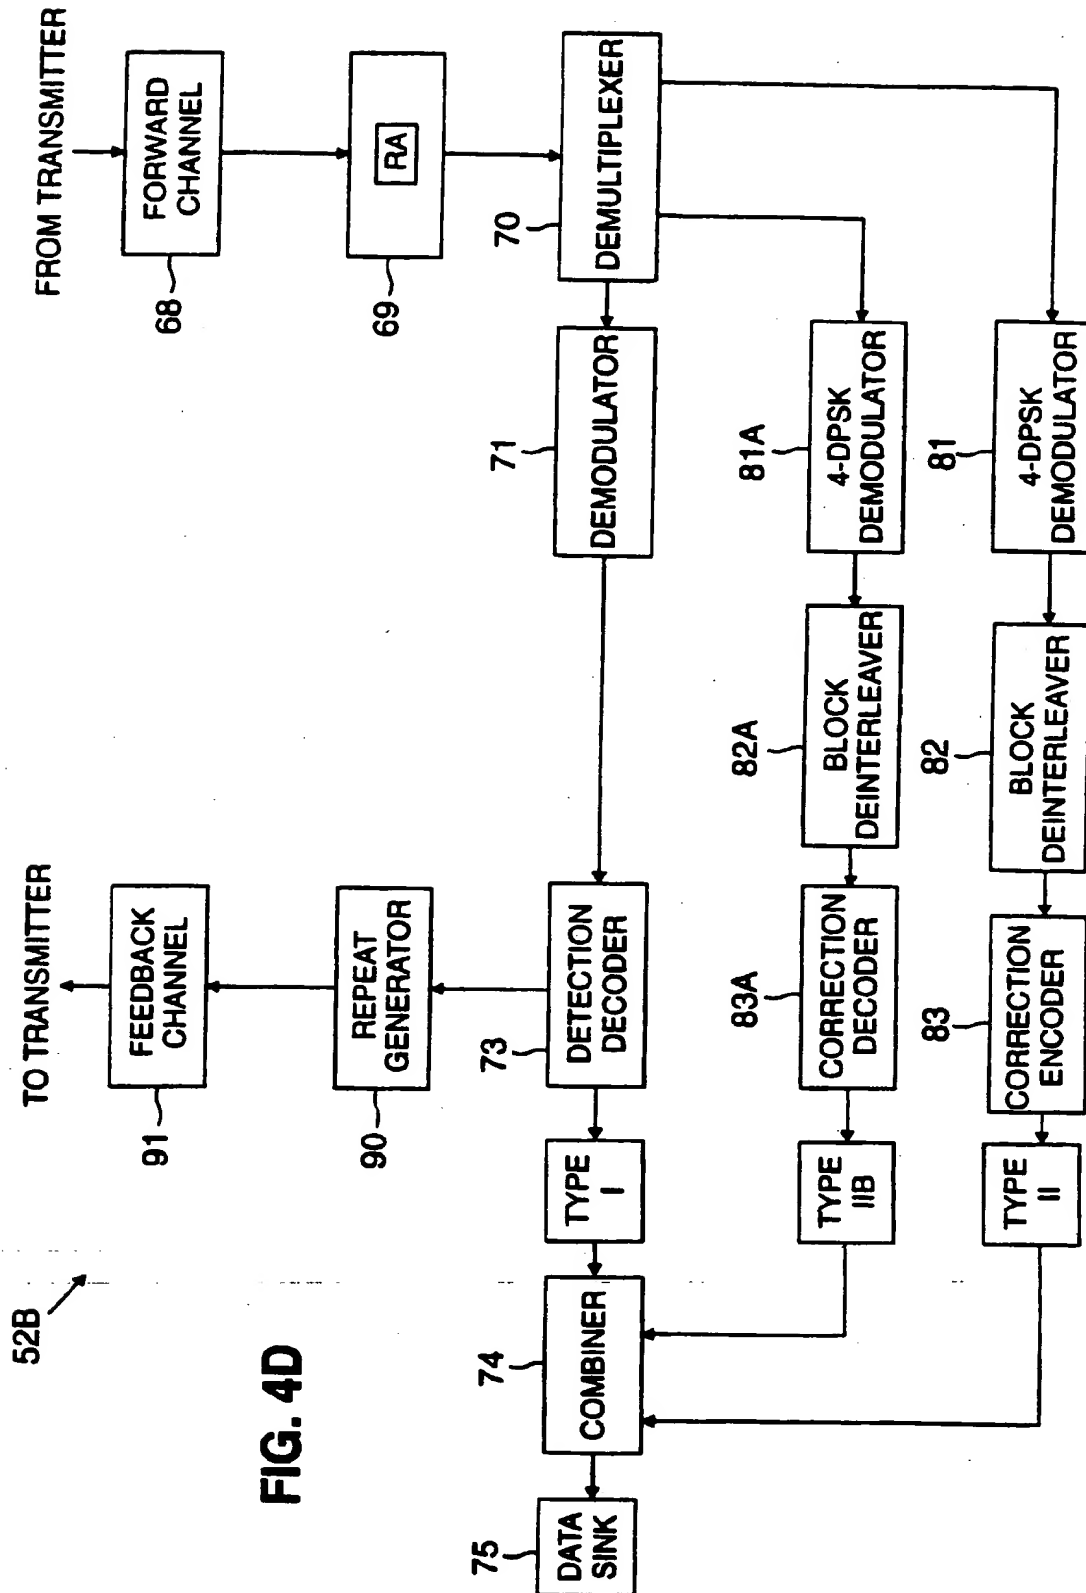 52B
FIG. 4D
TO TRANSMITTER
FROM TRANSMITTER
91
FEEDBACK
CHANNEL
68
FORWARD
CHANNEL
90
REPEAT
GENERATOR
69
RA
75
DATA
SINK
74
COMBINER
TYPE
I
73
DETECTION
DECODER
71
DEMODULATOR
70
DEMULTIPLEXER
TYPE
IIB
83A
CORRECTION
DECODER
82A
BLOCK
DEINTERLEAVER
81A
4-DPSK
DEMODULATOR
TYPE
II
83
CORRECTION
ENCODER
82
BLOCK
DEINTERLEAVER
81
4-DPSK
DEMODULATOR